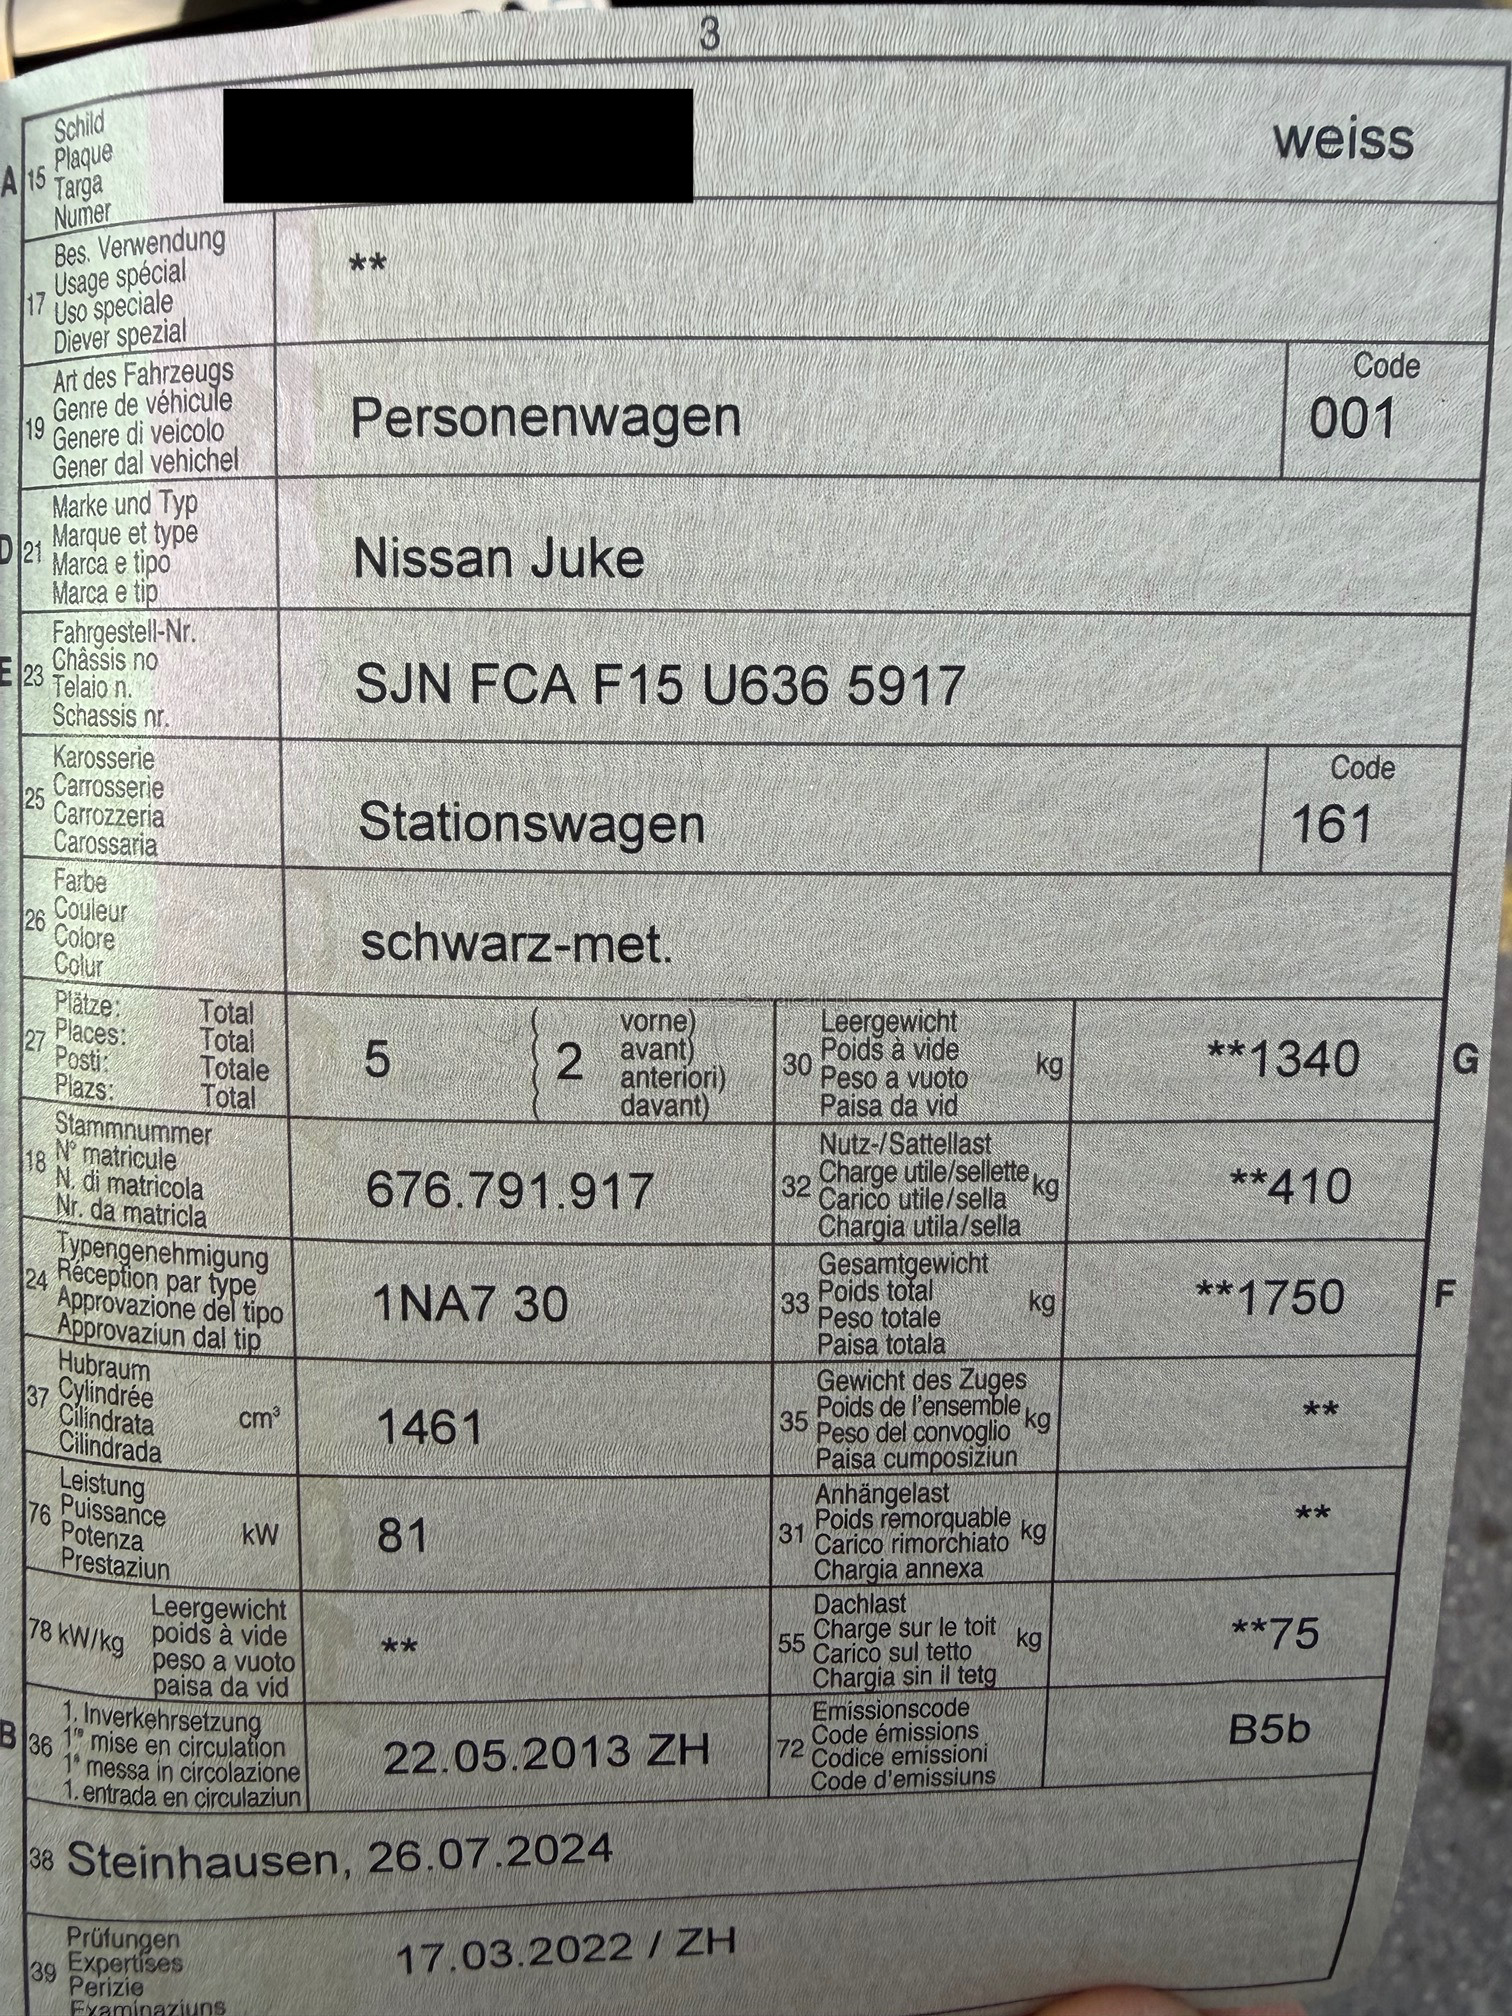 3
A 15 Schild
Plaque
Targa
Numer
weiss
17 Bes. Verwendung
Usage spécial
Uso speciale
Diever spezial
**
19 Art des Fahrzeugs
Genre de véhicule
Genere di veicolo
Gener dal vehichel
Personenwagen
Code
001
D 21 Marke und Typ
Marque et type
Marca e tipo
Marca e tip
Nissan Juke
E 23 Fahrgestell-Nr.
Châssis no
Telaio n.
Schassis nr.
SJN FCA F15 U636 5917
25 Karosserie
Carrosserie
Carrozzeria
Carossaria
Stationswagen
Code
161
26 Farbe
Couleur
Colore
Colur
schwarz-met.
27 Plätze: Total
Places: Total
Posti: Totale
Plazs: Total
5 ( 2 vorne)
avant)
anteriori)
davant)
30 Leergewicht
Poids à vide
Peso a vuoto
Paisa da vid
kg
**1340 G
18 Stammnummer
N° matricule
N. di matricola
Nr. da matricla
676.791.917
32 Nutz-/Sattellast
Charge utile/sellette
Carico utile/sella
Chargia utila/sella
kg
**410
24 Typengenehmigung
Réception par type
Approvazione del tipo
Approvaziun dal tip
1NA7 30
33 Gesamtgewicht
Poids total
Peso totale
Paisa totala
kg
**1750 F
37 Hubraum
Cylindrée
Cilindrata
Cilindrada
cm³
1461
35 Gewicht des Zuges
Poids de l'ensemble
Peso del convoglio
Paisa cumposiziun
kg
**
76 Leistung
Puissance
Potenza
Prestaziun
kW
81
31 Anhängelast
Poids remorquable
Carico rimorchiato
Chargia annexa
kg
**
78 kW/kg Leergewicht
poids à vide
peso a vuoto
paisa da vid
**
55 Dachlast
Charge sur le toit
Carico sul tetto
Chargia sin il tetg
kg
**75
B 36 1. Inverkehrsetzung
1re mise en circulation
1a messa in circolazione
1. entrada en circulaziun
22.05.2013 ZH
72 Emissionscode
Code émissions
Codice emissioni
Code d'emissiuns
B5b
38 Steinhausen, 26.07.2024
39 Prüfungen
Expertises
Perizie
Examinaziuns
17.03.2022 / ZH